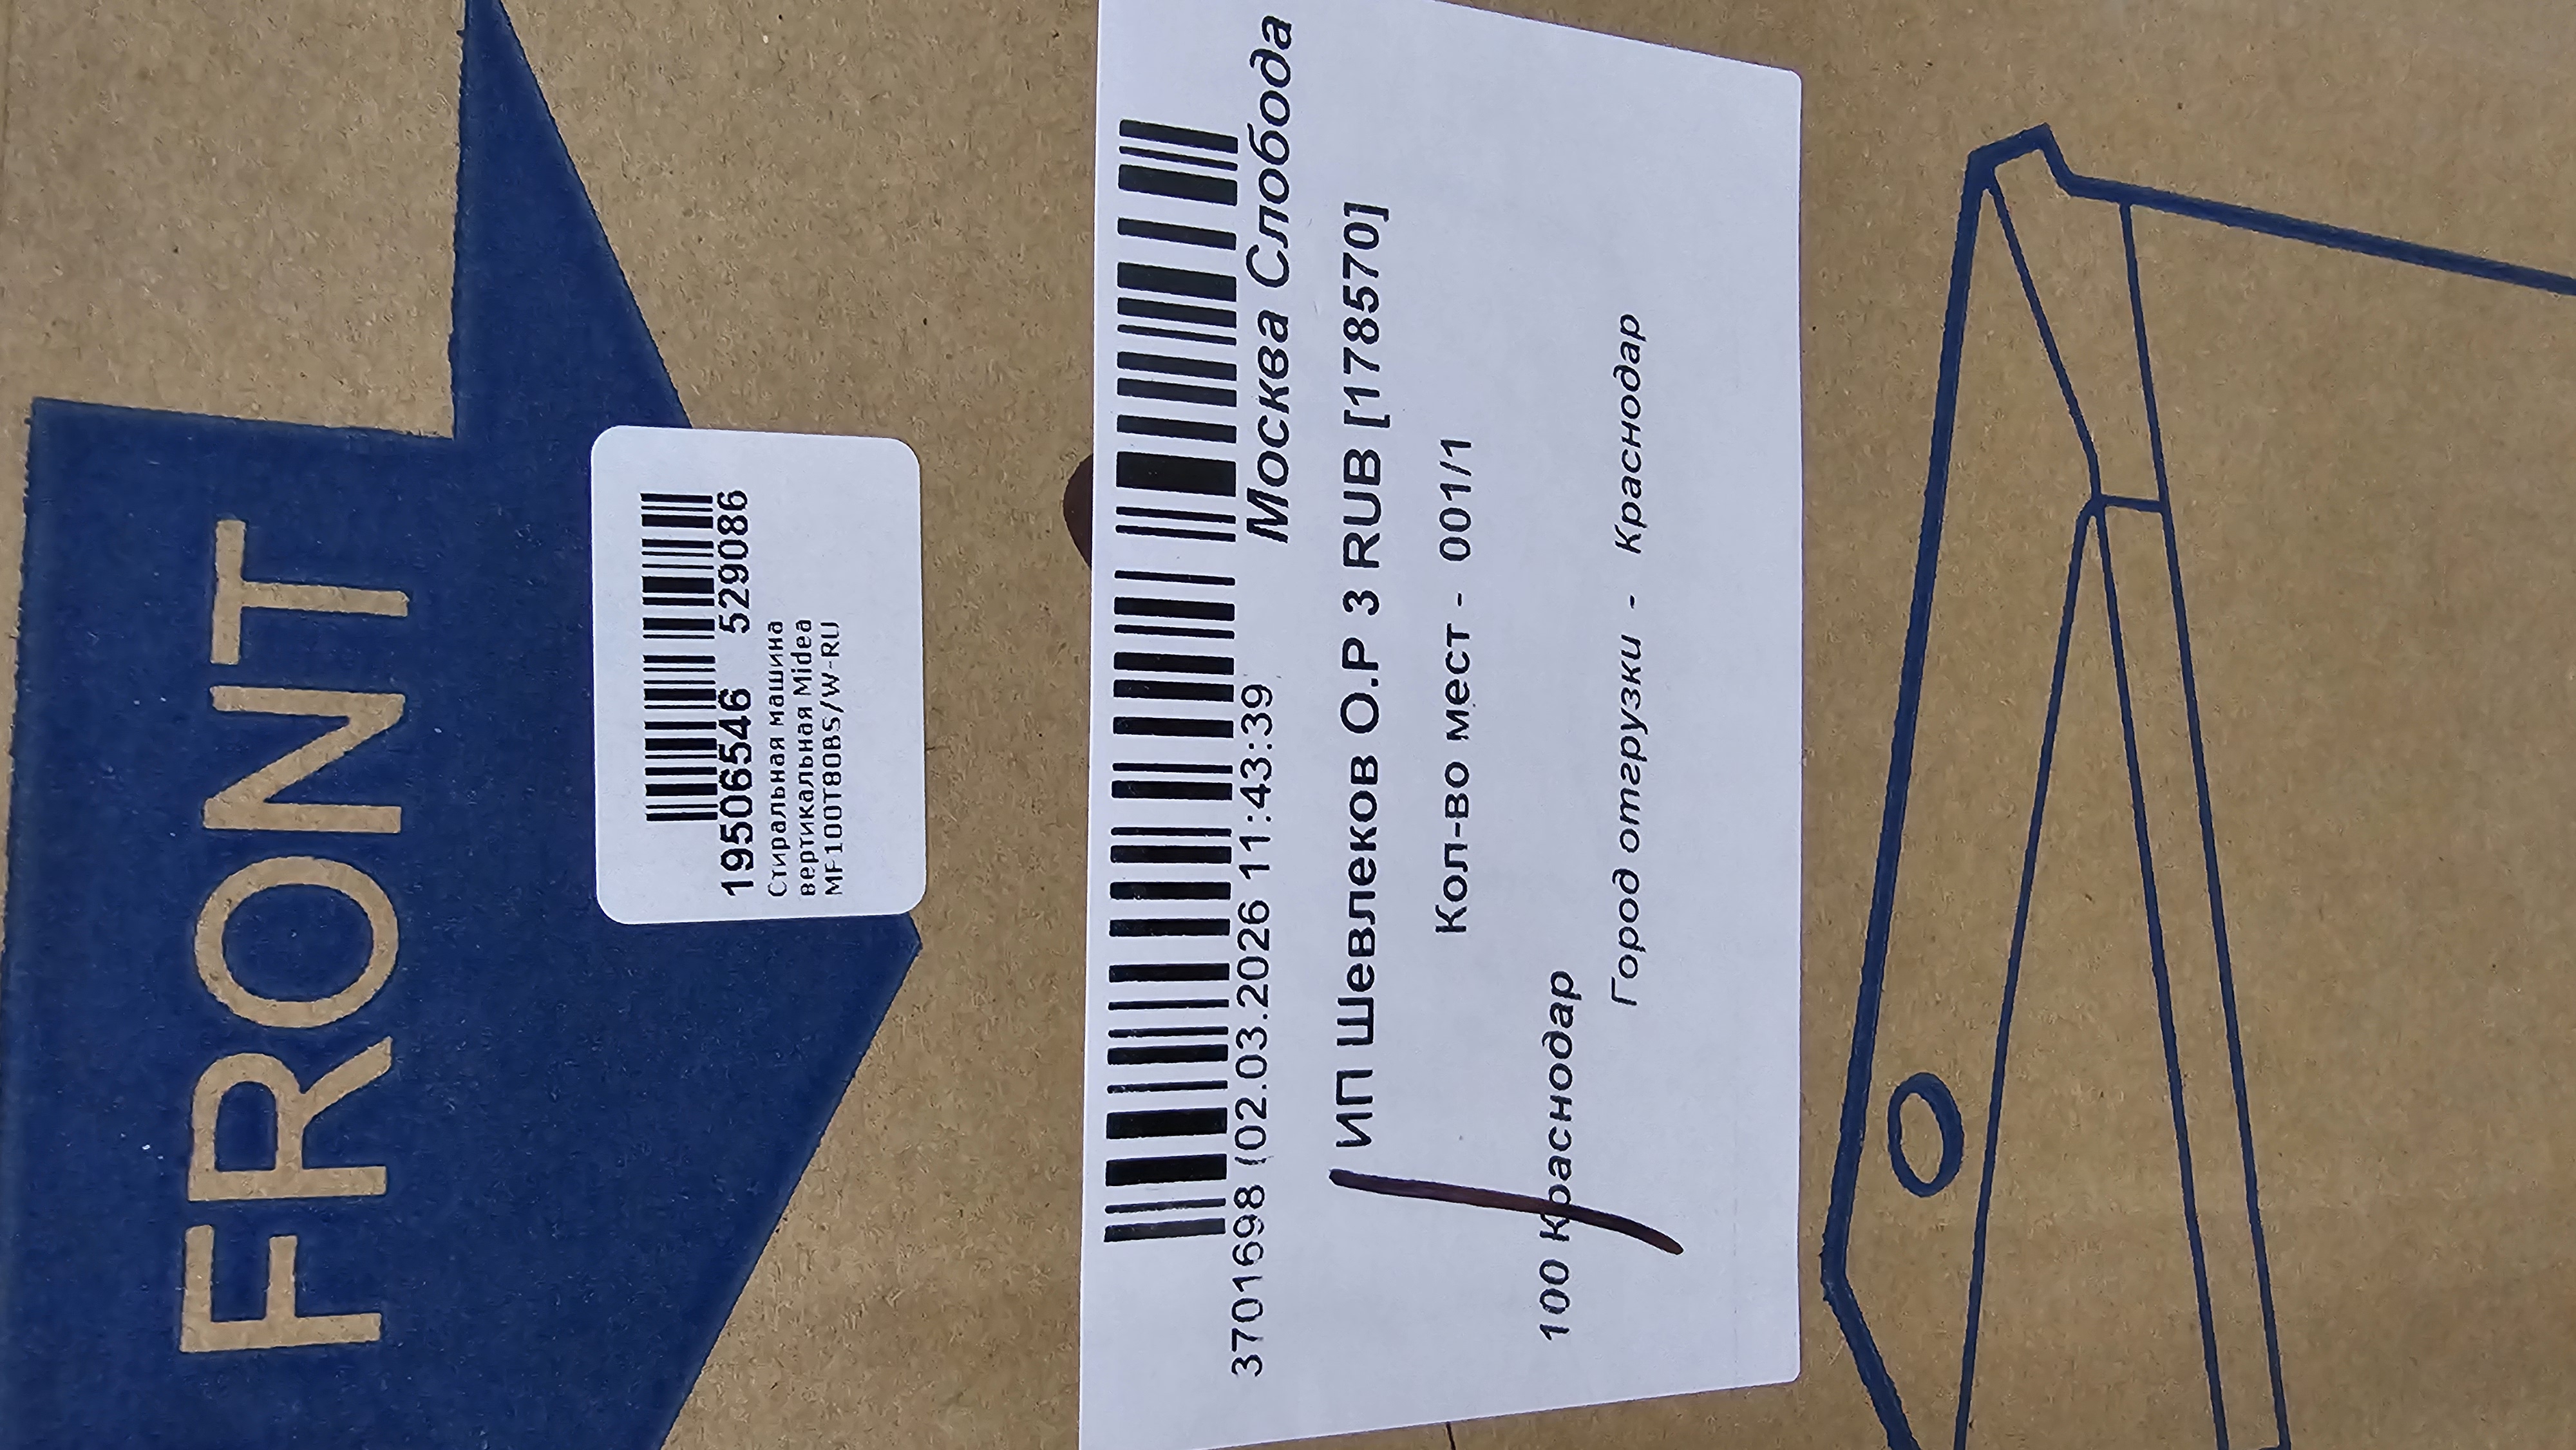 FRONT
19506546 529086
Стиральная машина
вертикальная Midea
MF100T80BS/W-RU
3701698 (02.03.2026 11:43:39
Москва Слобода
ИП Шевлеков О.Р 3 RUB [178570]
Кол-во мест - 001/1
100 Краснодар
Город отгрузки - Краснодар